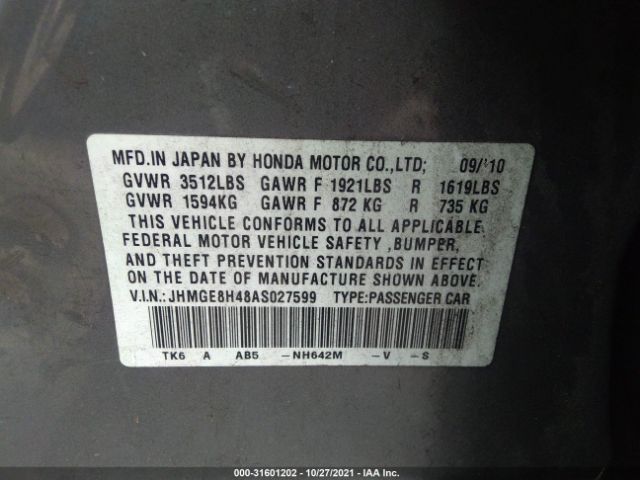 MFD.IN JAPAN BY HONDA MOTOR CO.,LTD; 09/'10
GVWR 3512LBS GAWR F 1921LBS R 1619LBS
GVWR 1594KG GAWR F 872 KG R 735 KG
THIS VEHICLE CONFORMS TO ALL APPLICABLE
FEDERAL MOTOR VEHICLE SAFETY ,BUMPER,
AND THEFT PREVENTION STANDARDS IN EFFECT
ON THE DATE OF MANUFACTURE SHOWN ABOVE.
V.I.N.: JHMGE8H48AS027599 TYPE:PASSENGER CAR
TK6 A AB5 -NH642M -V -S
000-31601202 - 10/27/2021 - IAA Inc.